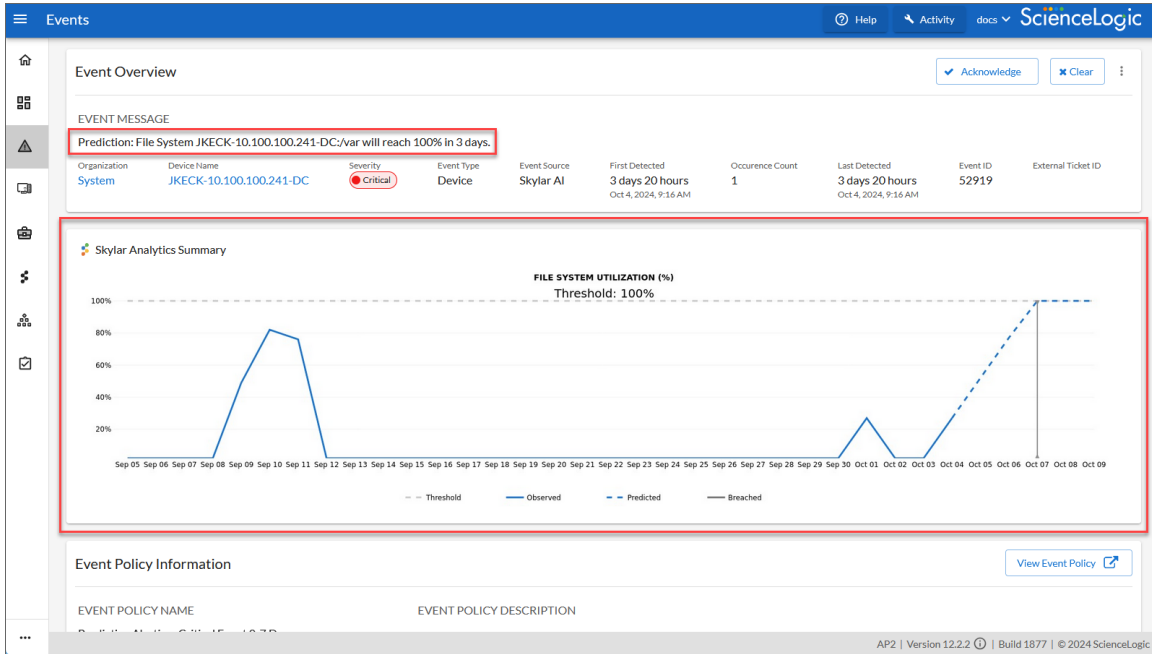 Events
Help
Activity
docs
ScienceLogic
Event Overview
Acknowledge
Clear
EVENT MESSAGE
Prediction: File System JKECK-10.100.100.241-DC:/var will reach 100% in 3 days.
Organization Device Name Severity Event Type Event Source First Detected Occurence Count Last Detected Event ID External Ticket ID
System JKECK-10.100.100.241-DC Critical Device Skylar AI 3 days 20 hours 1 3 days 20 hours 52919
Oct 4, 2024, 9:16 AM Oct 4, 2024, 9:16 AM
Skylar Analytics Summary
FILE SYSTEM UTILIZATION (%)
Threshold: 100%
100%
80%
60%
40%
20%
Sep 05 Sep 06 Sep 07 Sep 08 Sep 09 Sep 10 Sep 11 Sep 12 Sep 13 Sep 14 Sep 15 Sep 16 Sep 17 Sep 18 Sep 19 Sep 20 Sep 21 Sep 22 Sep 23 Sep 24 Sep 25 Sep 26 Sep 27 Sep 28 Sep 29 Sep 30 Oct 01 Oct 02 Oct 03 Oct 04 Oct 05 Oct 06 Oct 07 Oct 08 Oct 09
Threshold Observed Predicted Breached
Event Policy Information
View Event Policy
EVENT POLICY NAME EVENT POLICY DESCRIPTION
AP2 | Version 12.2.2 | Build 1877 | © 2024 ScienceLogic